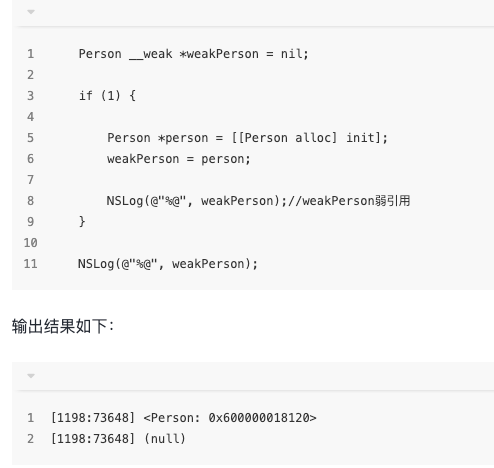 1 Person __weak *weakPerson = nil;
2
3 if (1) {
4
5 Person *person = [[Person alloc] init];
6 weakPerson = person;
7
8 NSLog(@"%@", weakPerson);//weakPerson弱引用
9 }
10
11 NSLog(@"%@", weakPerson);
输出结果如下：
1 [1198:73648] <Person: 0x600000018120>
2 [1198:73648] (null)